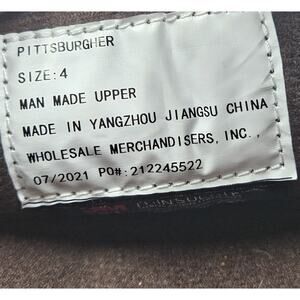 PITTSBURGHER
SIZE:4
MAN MADE UPPER
MADE IN YANGZHOU JIANGSU CHINA
WHOLESALE MERCHANDISERS, INC.,
07/2021 PO#:212245522